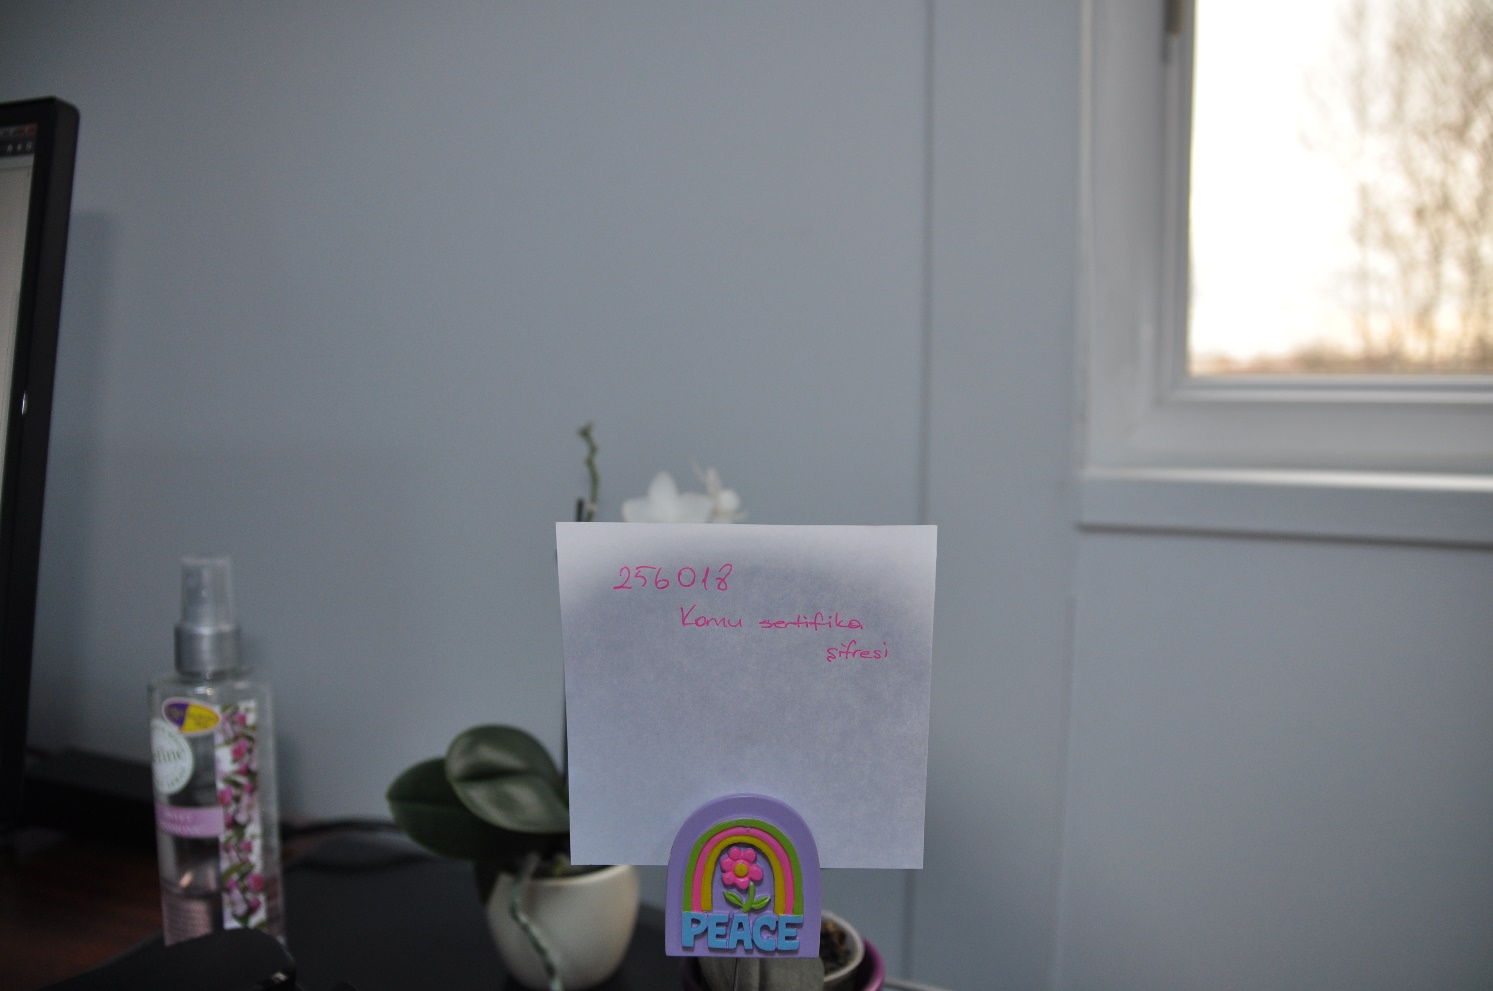 256018
Kamu sertifika
şifresi
PEACE